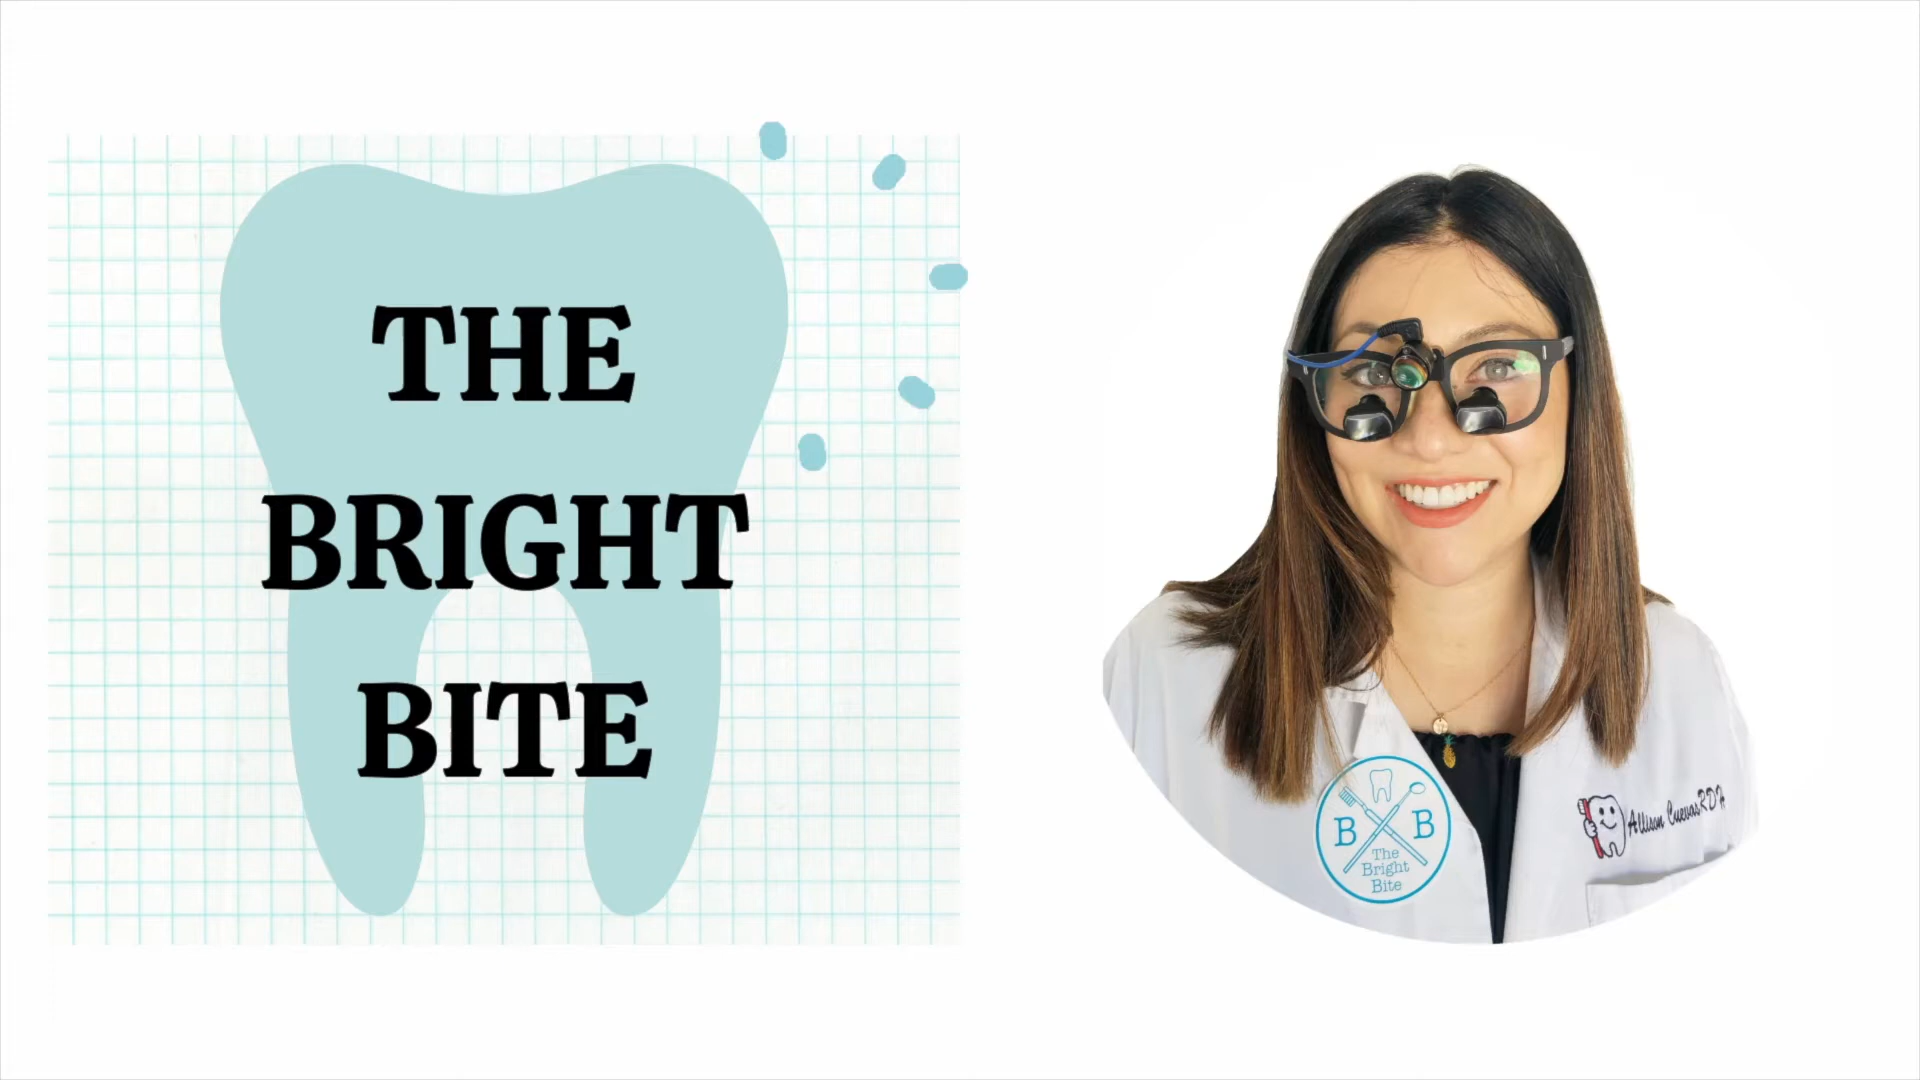 THE
BRIGHT
BITE
B B
The
Bright
Bite
Allison Cuevas RDH